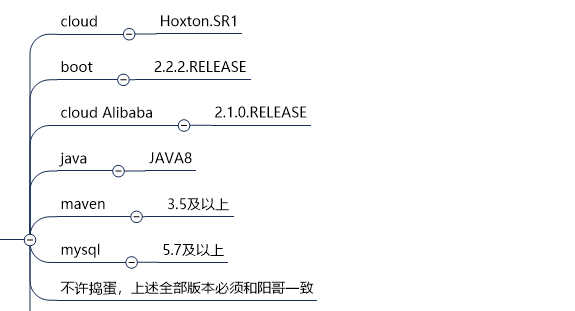 cloud Hoxton.SR1
boot 2.2.2.RELEASE
cloud Alibaba 2.1.0.RELEASE
java JAVA8
maven 3.5及以上
mysql 5.7及以上
不许捣蛋，上述全部版本必须和阳哥一致